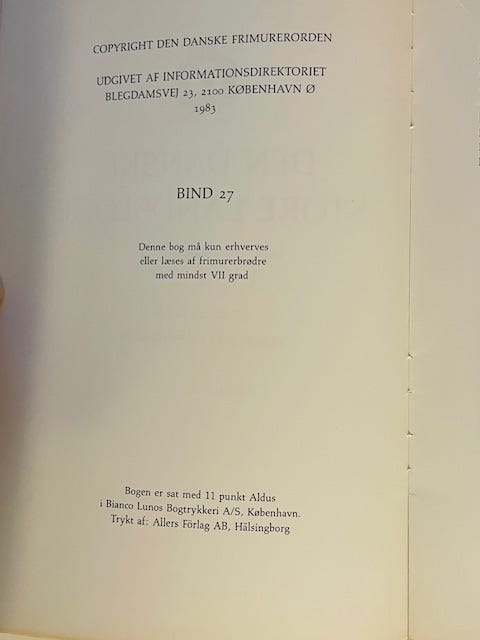 COPYRIGHT DEN DANSKE FRIMURERORDEN
UDGIVET AF INFORMATIONSDIREKTORIET
BLEGDAMSVEJ 23, 2100 KØBENHAVN Ø
1983
BIND 27
Denne bog må kun erhverves
eller læses af frimurerbrødre
med mindst VII grad
Bogen er sat med 11 punkt Aldus
i Bianco Lunos Bogtrykkeri A/S, København.
Trykt af: Allers Förlag AB, Hälsingborg